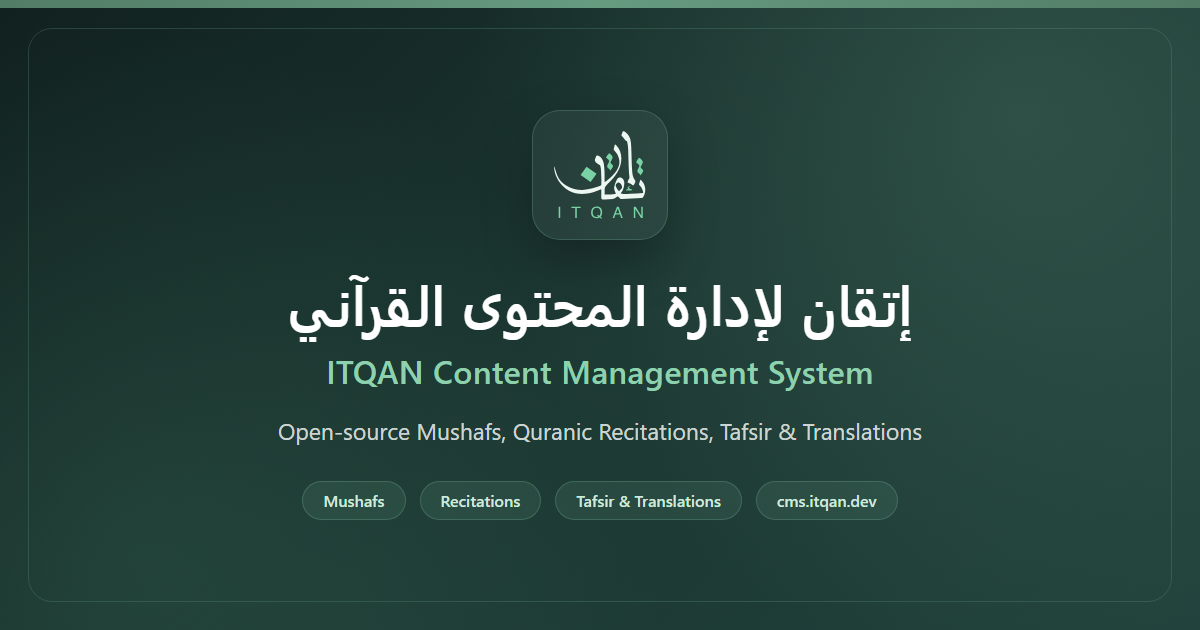 إتقان
ITQAN
إتقان لإدارة المحتوى القرآني
ITQAN Content Management System
Open-source Mushafs, Quranic Recitations, Tafsir & Translations
Mushafs
Recitations
Tafsir & Translations
cms.itqan.dev